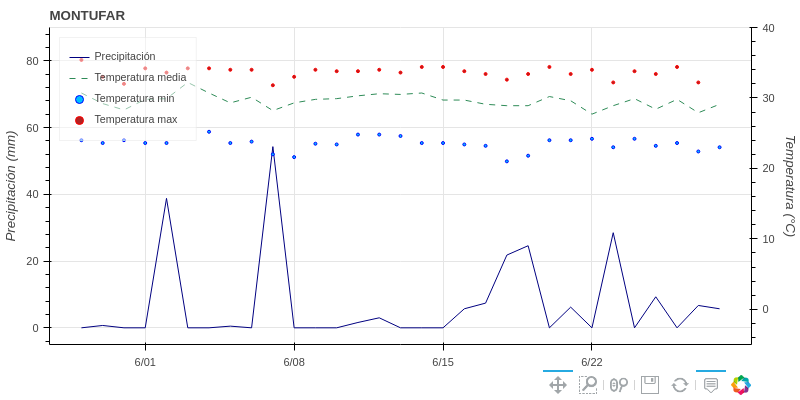 MONTUFAR
Precipitación
Temperatura media
Temperatura min
Temperatura max
Precipitación (mm)
80
60
40
20
0
Temperatura (°C)
40
30
20
10
0
6/01
6/08
6/15
6/22